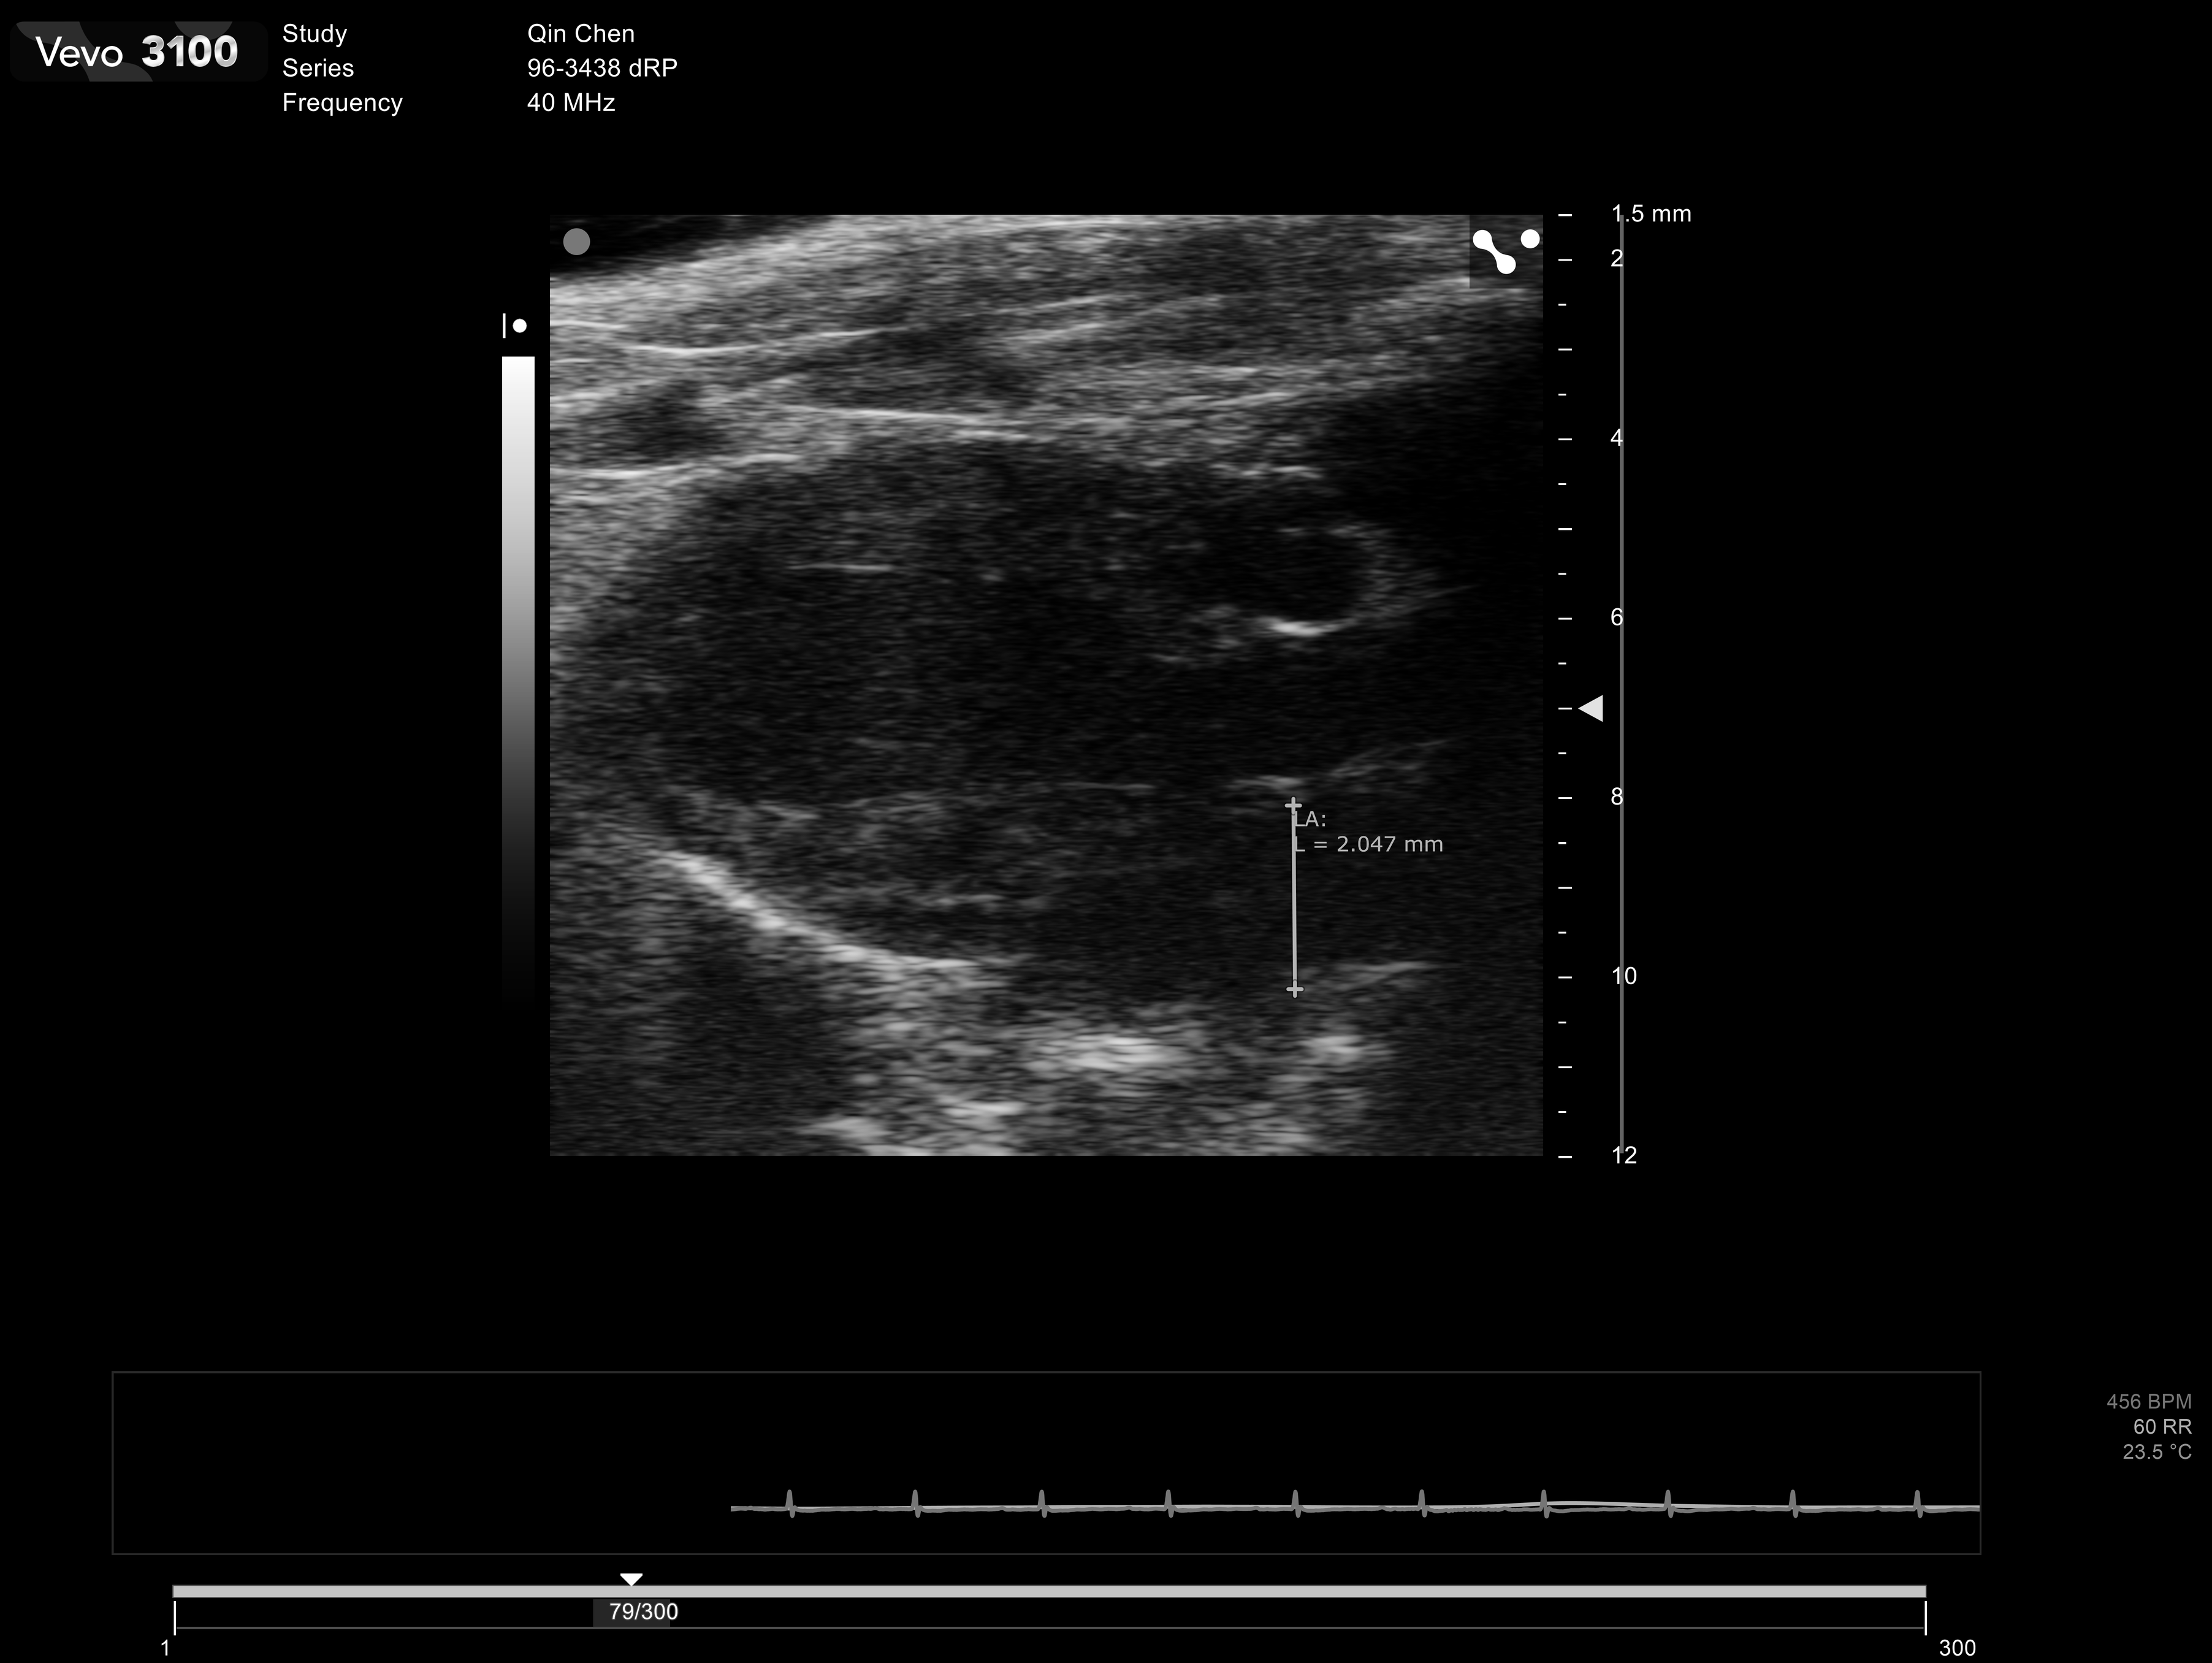 Vevo 3100
Study Qin Chen
Series 96-3438 dRP
Frequency 40 MHz
1.5 mm
2
4
6
8
LA:
L = 2.047 mm
10
12
456 BPM
60 RR
23.5 °C
79/300
1
300